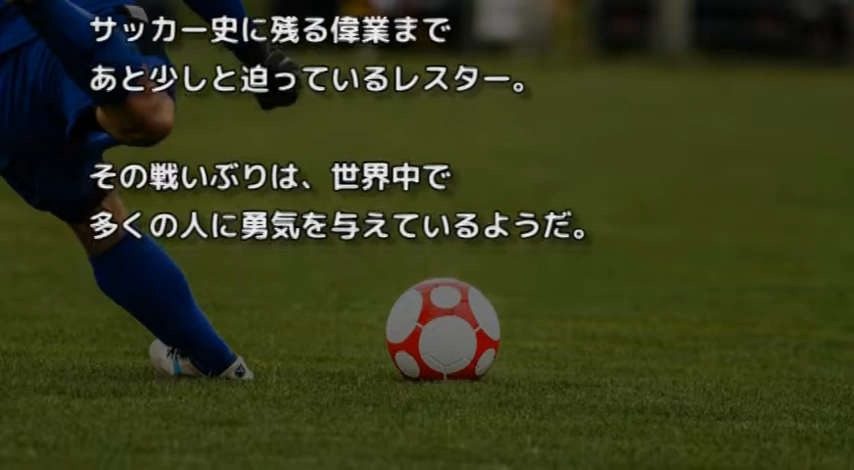 サッカー史に残る偉業まで
あと少しと迫っているレスター。
その戦いぶりは、世界中で
多くの人に勇気を与えているようだ。